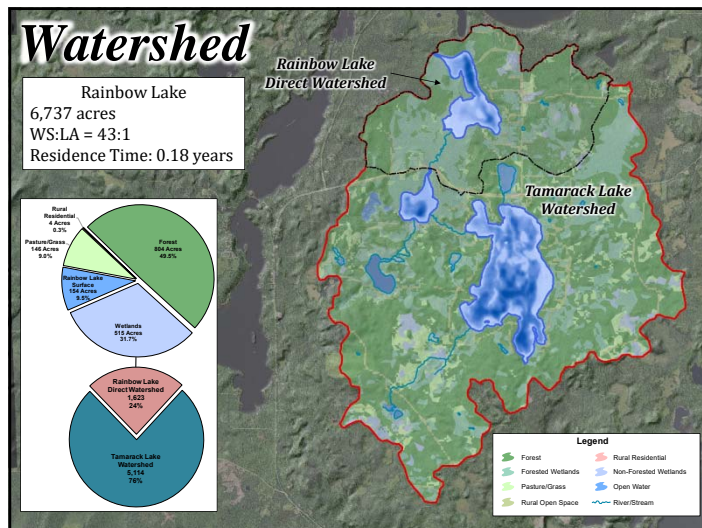 Watershed
Rainbow Lake
6,737 acres
WS:LA = 43:1
Residence Time: 0.18 years
Rainbow Lake
Direct Watershed
Tamarack Lake
Watershed
Rural
Residential
4 Acres
0.3%
Forest
804 Acres
49.5%
Pasture/Grass
146 Acres
9.0%
Rainbow Lake
Surface
154 Acres
9.5%
Wetlands
515 Acres
31.7%
Rainbow Lake
Direct Watershed
1,623
24%
Tamarack Lake
Watershed
5,114
76%
Legend
Forest
Rural Residential
Forested Wetlands
Non-Forested Wetlands
Pasture/Grass
Open Water
Rural Open Space
River/Stream